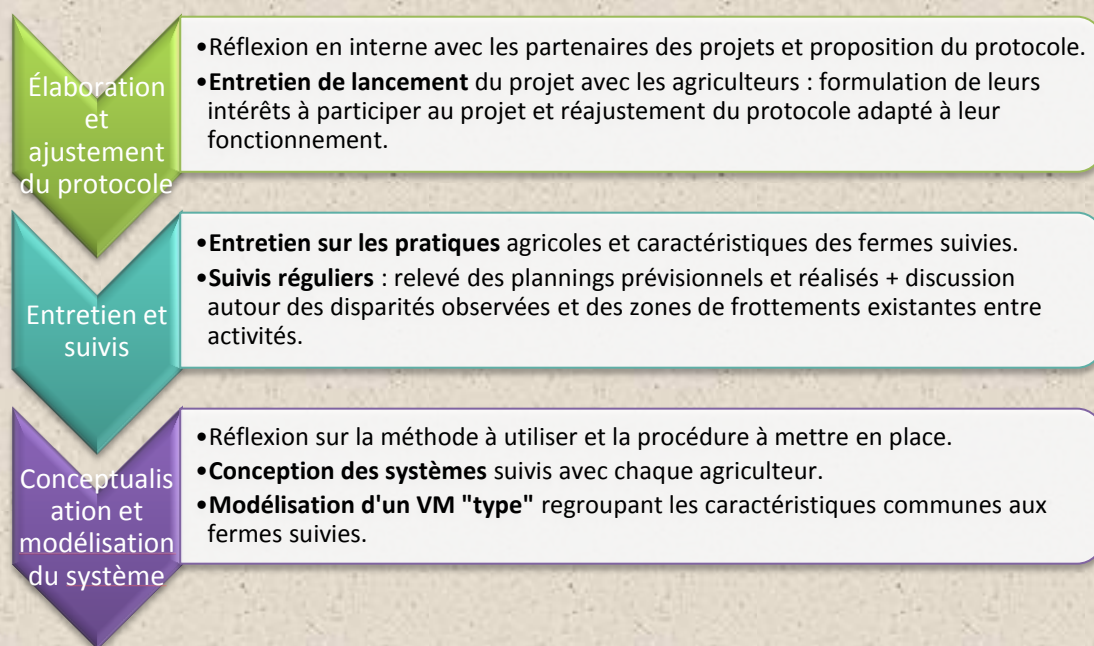 Élaboration
et
ajustement
du protocole
•Réflexion en interne avec les partenaires des projets et proposition du protocole.
•Entretien de lancement du projet avec les agriculteurs : formulation de leurs
intérêts à participer au projet et réajustement du protocole adapté à leur
fonctionnement.
Entretien et
suivis
•Entretien sur les pratiques agricoles et caractéristiques des fermes suivies.
•Suivis réguliers : relevé des plannings prévisionnels et réalisés + discussion
autour des disparités observées et des zones de frottements existantes entre
activités.
Conceptualis
ation et
modélisation
du système
•Réflexion sur la méthode à utiliser et la procédure à mettre en place.
•Conception des systèmes suivis avec chaque agriculteur.
•Modélisation d'un VM "type" regroupant les caractéristiques communes aux
fermes suivies.